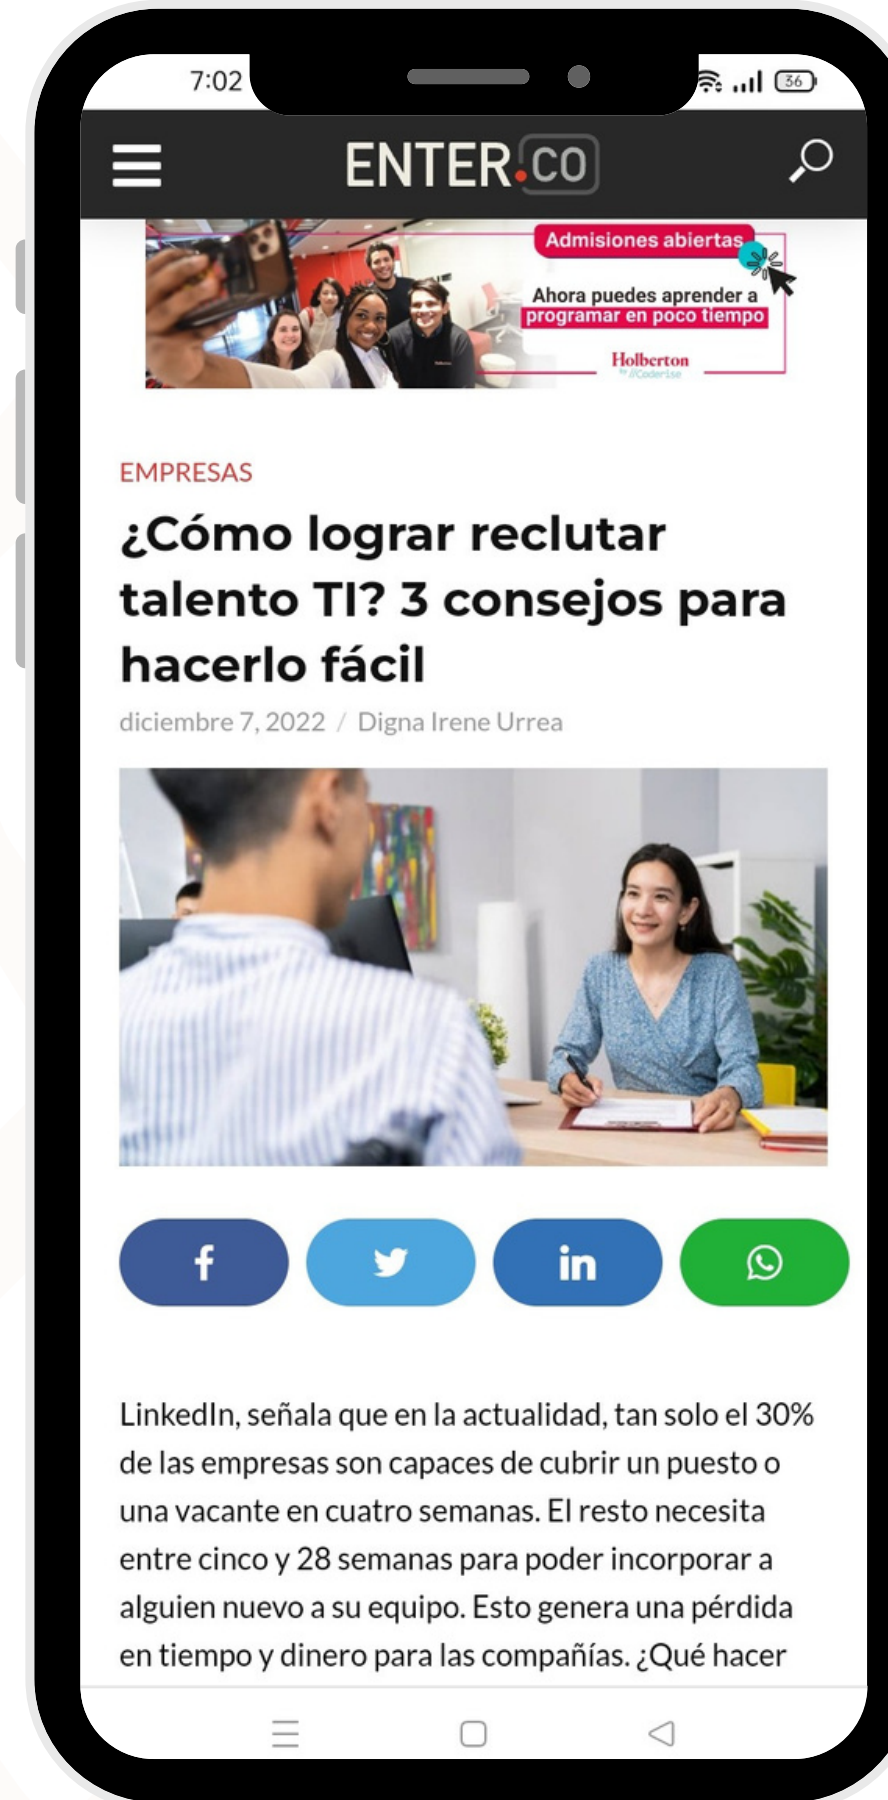 7:02
36
ENTER.CO
Admisiones abiertas
Ahora puedes aprender a
programar en poco tiempo
Holberton
by //Coderise
EMPRESAS
¿Cómo lograr reclutar
talento TI? 3 consejos para
hacerlo fácil
diciembre 7, 2022 / Digna Irene Urrea
f
in
LinkedIn, señala que en la actualidad, tan solo el 30%
de las empresas son capaces de cubrir un puesto o
una vacante en cuatro semanas. El resto necesita
entre cinco y 28 semanas para poder incorporar a
alguien nuevo a su equipo. Esto genera una pérdida
en tiempo y dinero para las compañías. ¿Qué hacer